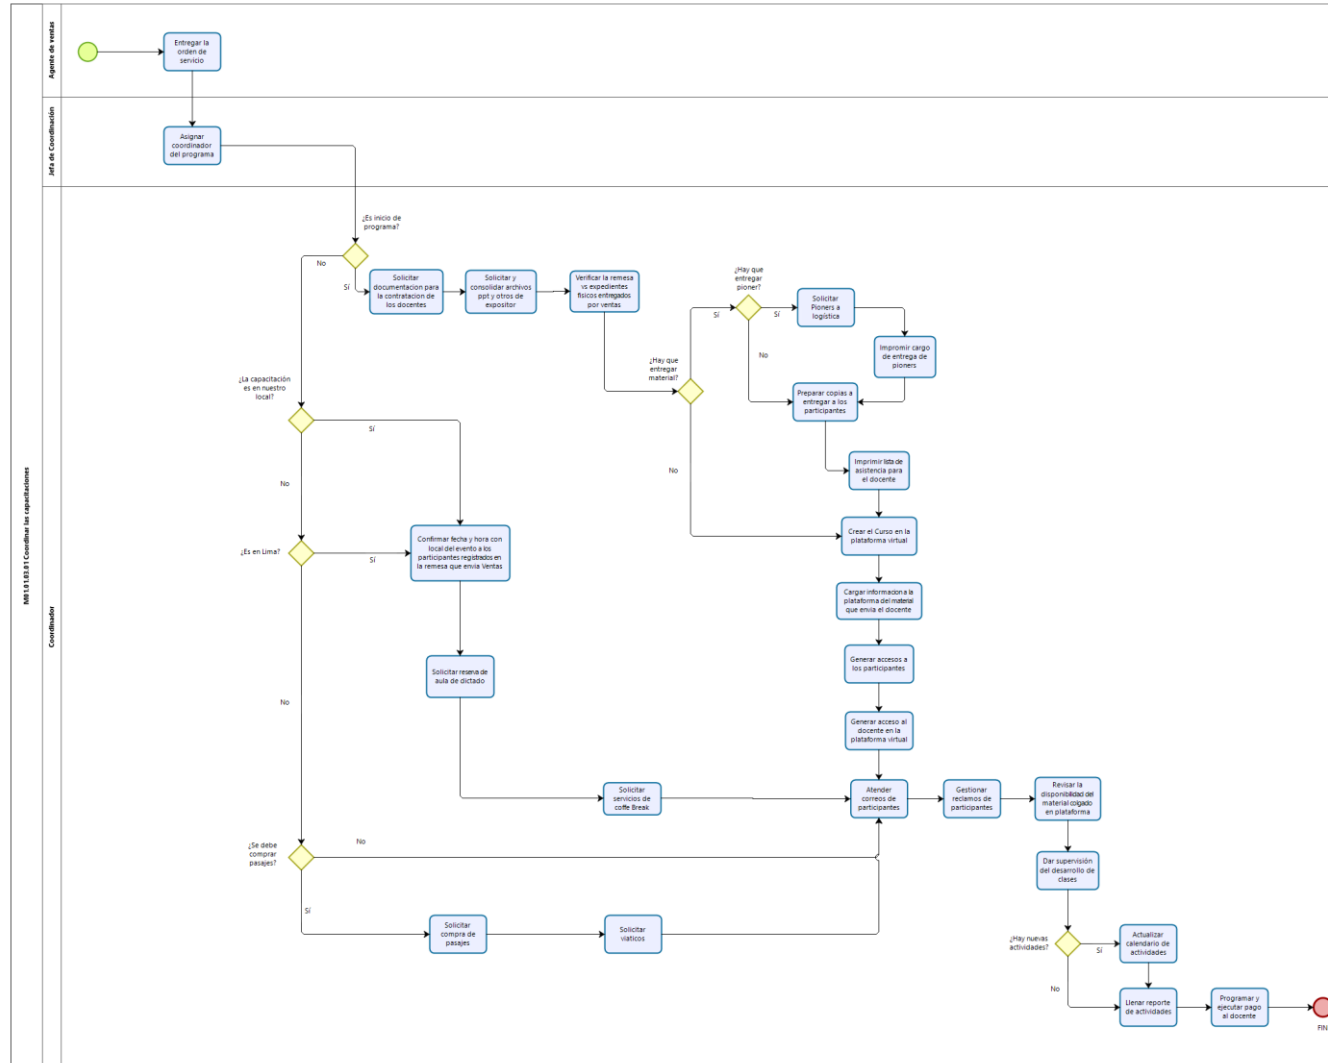 M01.01.03.01 Coordinar las capacitaciones
Agente de ventas
Entregar la
orden de
servicio
Jefa de Coordinación
Asignar
coordinador
del programa
Coordinador
¿Es inicio de
programa?
No
Sí
Solicitar
documentacion para
la contratacion de
los docentes
Solicitar y
consolidar archivos
ppt y otros de
expositor
Verificar la remesa
vs expedientes
físicos entregados
por ventas
¿Hay que
entregar
pioner?
Sí
Sí
No
Solicitar
Pioners a
logística
Impromir cargo
de entrega de
pioners
¿Hay que
entregar
material?
No
Preparar copias a
entregar a los
participantes
Imprimir lista de
asistencia para
el docente
¿La capacitación
es en nuestro
local?
Sí
No
¿Es en Lima?
Sí
No
Confirmar fecha y hora con
local del evento a los
participantes registrados en
la remesa que envia Ventas
Crear el Curso en la
plataforma virtual
Cargar informacion a la
plataforma del material
que envia el docente
Generar accesos a
los participantes
Solicitar reserva de
aula de dictado
Generar acceso al
docente en la
plataforma virtual
Solicitar
servicios de
coffe Break
Atender
correos de
participantes
Gestionar
reclamos de
participantes
Revisar la
disponibilidad del
material colgado
en plataforma
¿Se debe
comprar
pasajes?
No
Sí
Dar supervisión
del desarrollo de
clases
Solicitar
compra de
pasajes
Solicitar
viaticos
¿Hay nuevas
actividades?
Sí
No
Actualizar
calendario de
actividades
Llenar reporte
de actividades
Programar y
ejecutar pago
al docente
FIN